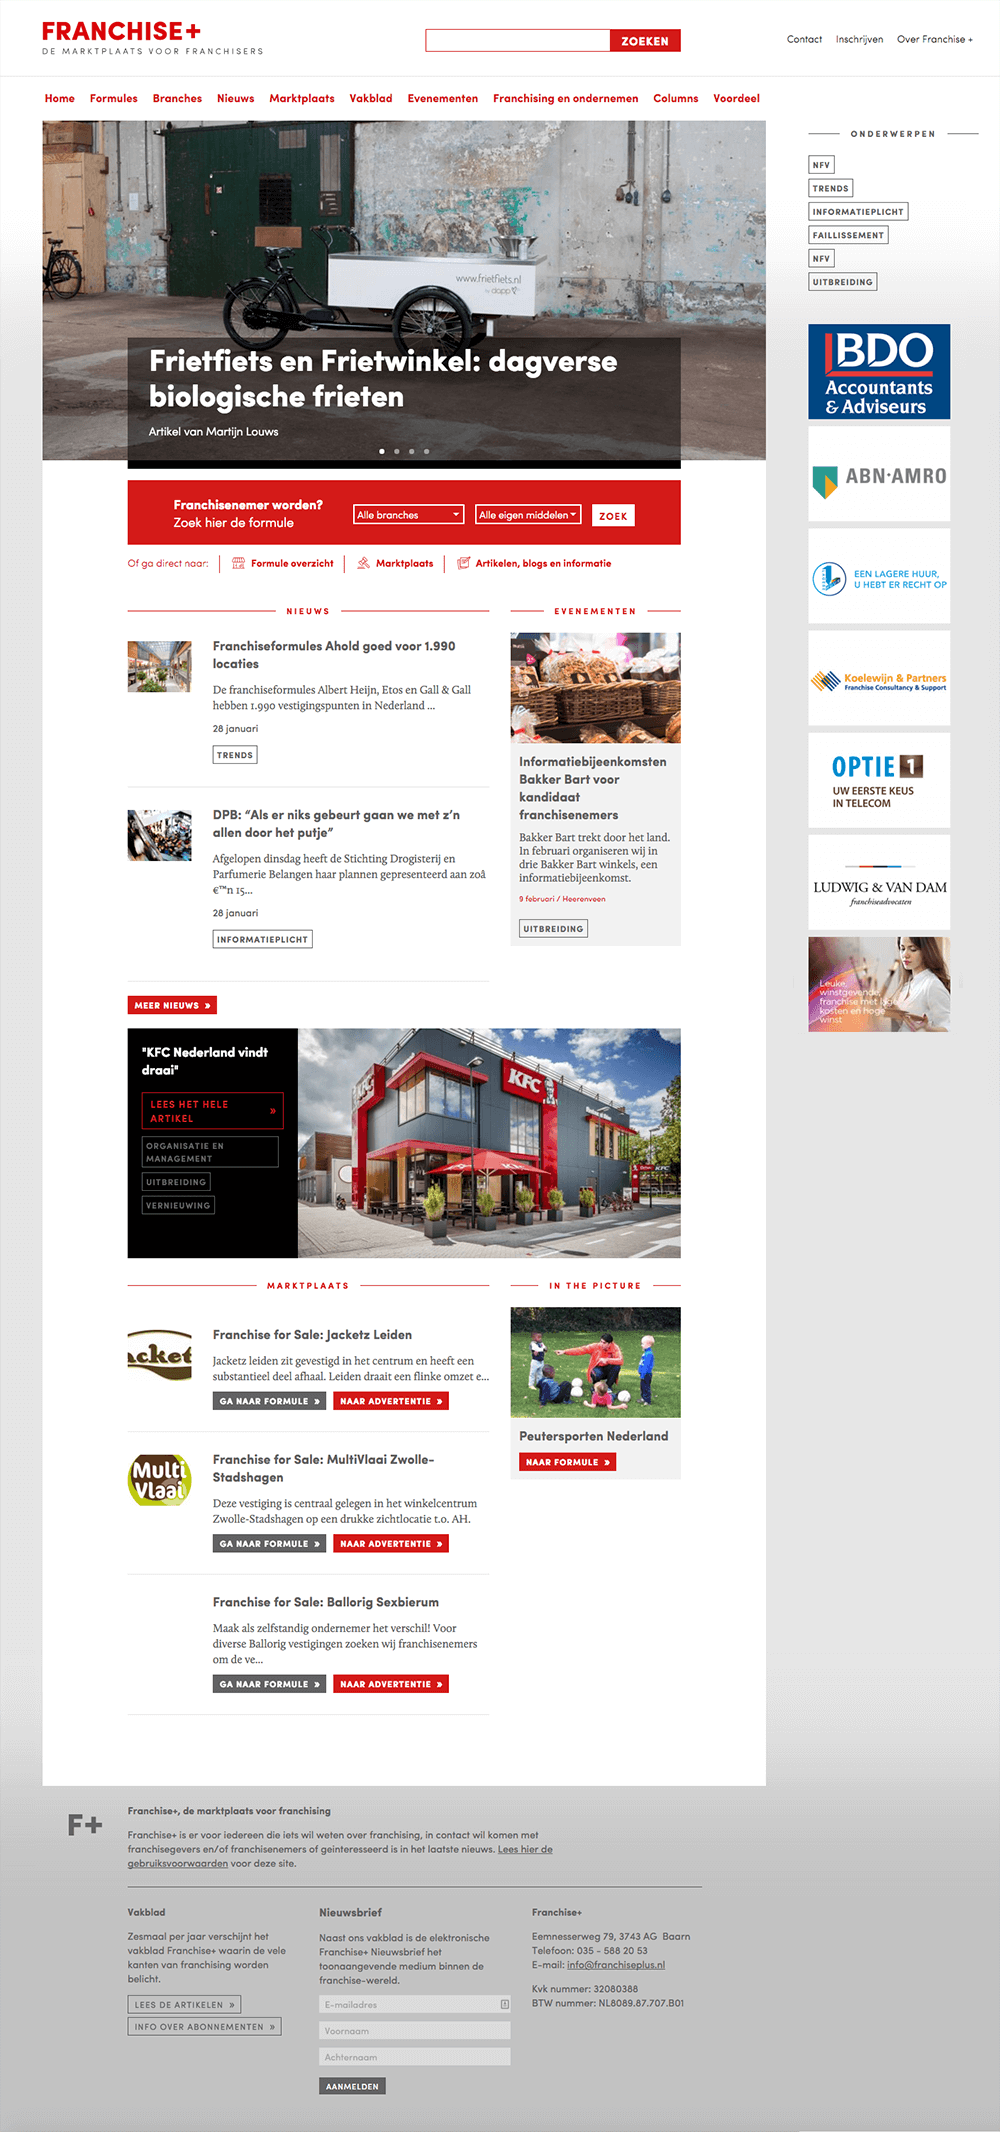 FRANCHISE+
DE MARKTPLAATS VOOR FRANCHISERS
ZOEKEN
Contact Inschrijven Over Franchise +
Home Formules Branches Nieuws Marktplaats Vakblad Evenementen Franchising en ondernemen Columns Voordeel
www.frietfiets.nl
by dapp
Frietfiets en Frietwinkel: dagverse
biologische frieten
Artikel van Martijn Louws
Franchisenemer worden?
Zoek hier de formule
Alle branches
Alle eigen middelen
ZOEK
Of ga direct naar: Formule overzicht Marktplaats Artikelen, blogs en informatie
NIEUWS
Franchiseformules Ahold goed voor 1.990
locaties
De franchiseformules Albert Heijn, Etos en Gall & Gall
hebben 1.990 vestigingspunten in Nederland ...
28 januari
TRENDS
DPB: “Als er niks gebeurt gaan we met z’n
allen door het putje”
Afgelopen dinsdag heeft de Stichting Drogisterij en
Parfumerie Belangen haar plannen gepresenteerd aan zoâ
€™n 15...
28 januari
INFORMATIEPLICHT
MEER NIEUWS »
EVENEMENTEN
Informatiebijeenkomsten
Bakker Bart voor
kandidaat
franchisenemers
Bakker Bart trekt door het land.
In februari organiseren wij in
drie Bakker Bart winkels, een
informatiebijeenkomst.
9 februari / Heerenveen
UITBREIDING
"KFC Nederland vindt
draai"
LEES HET HELE
ARTIKEL »
ORGANISATIE EN
MANAGEMENT
UITBREIDING
VERNIEUWING
KFC
KFC
KFC
MARKTPLAATS
acket
Franchise for Sale: Jacketz Leiden
Jacketz leiden zit gevestigd in het centrum en heeft een
substantieel deel afhaal. Leiden draait een flinke omzet e...
GA NAAR FORMULE » NAAR ADVERTENTIE »
Multi
Vlaai
Franchise for Sale: MultiVlaai Zwolle-
Stadshagen
Deze vestiging is centraal gelegen in het winkelcentrum
Zwolle-Stadshagen op een drukke zichtlocatie t.o. AH.
GA NAAR FORMULE » NAAR ADVERTENTIE »
Franchise for Sale: Ballorig Sexbierum
Maak als zelfstandig ondernemer het verschil! Voor
diverse Ballorig vestigingen zoeken wij franchisenemers
om de ve...
GA NAAR FORMULE » NAAR ADVERTENTIE »
IN THE PICTURE
Peutersporten Nederland
NAAR FORMULE »
ONDERWERPEN
NFV
TRENDS
INFORMATIEPLICHT
FAILLISSEMENT
NFV
UITBREIDING
BDO
Accountants
& Adviseurs
ABN·AMRO
EEN LAGERE HUUR,
U HEBT ER RECHT OP
Koelewijn & Partners
Franchise Consultancy & Support
OPTIE 1
UW EERSTE KEUS
IN TELECOM
LUDWIG & VAN DAM
franchiseadvocaten
Leuke,
winstgevende,
franchise met lage
kosten en hoge
winst.
F+
Franchise+, de marktplaats voor franchising
Franchise+ is er voor iedereen die iets wil weten over franchising, in contact wil komen met
franchisegevers en/of franchisenemers of geinteresseerd is in het laatste nieuws. Lees hier de
gebruiksvoorwaarden voor deze site.
Vakblad
Zesmaal per jaar verschijnt het
vakblad Franchise+ waarin de vele
kanten van franchising worden
belicht.
LEES DE ARTIKELEN »
INFO OVER ABONNEMENTEN »
Nieuwsbrief
Naast ons vakblad is de elektronische
Franchise+ Nieuwsbrief het
toonaangevende medium binnen de
franchise-wereld.
E-mailadres
Voornaam
Achternaam
AANMELDEN
Franchise+
Eemnesserweg 79, 3743 AG Baarn
Telefoon: 035 - 588 20 53
E-mail: info@franchiseplus.nl
Kvk nummer: 32080388
BTW nummer: NL8089.87.707.B01